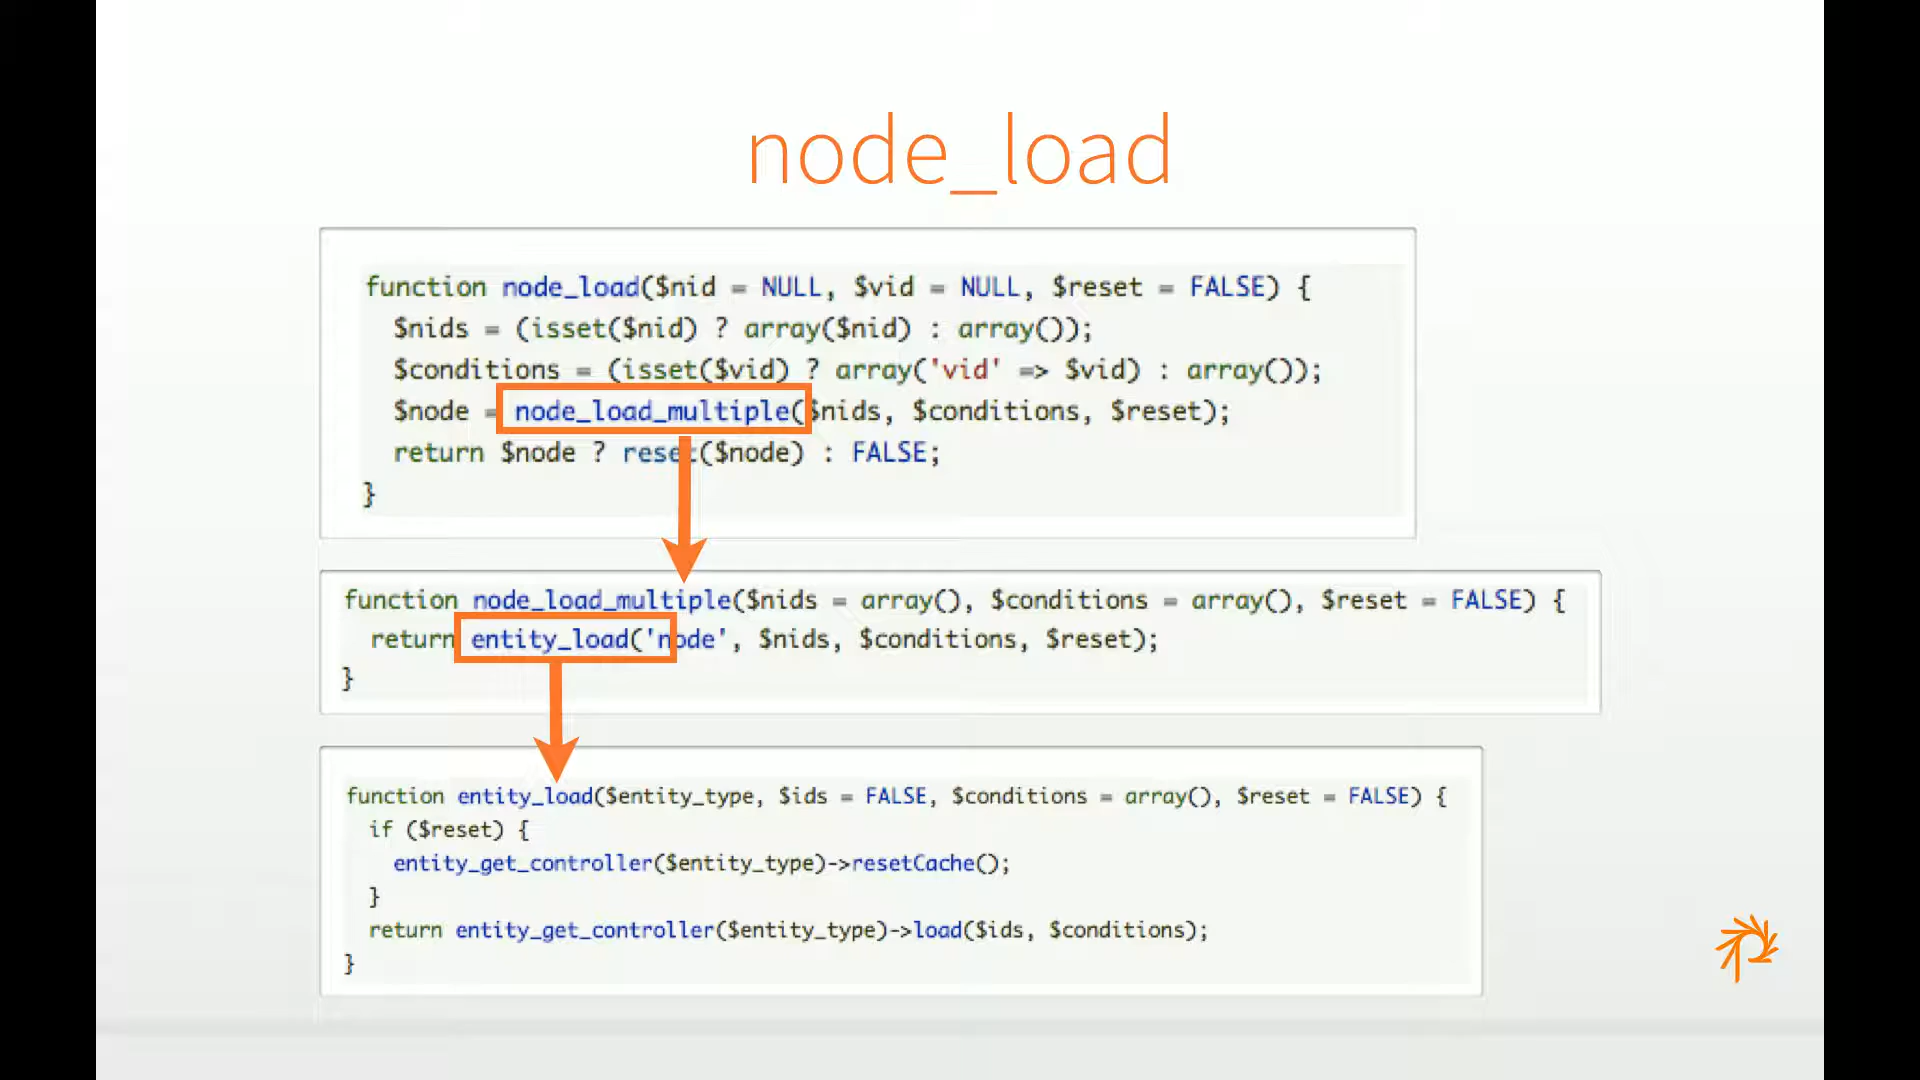 node_load
function node_load($nid = NULL, $vid = NULL, $reset = FALSE) {
$nids = (isset($nid) ? array($nid) : array());
$conditions = (isset($vid) ? array('vid' => $vid) : array());
$node = node_load_multiple($nids, $conditions, $reset);
return $node ? reset($node) : FALSE;
}
function node_load_multiple($nids = array(), $conditions = array(), $reset = FALSE) {
return entity_load('node', $nids, $conditions, $reset);
}
function entity_load($entity_type, $ids = FALSE, $conditions = array(), $reset = FALSE) {
if ($reset) {
entity_get_controller($entity_type)->resetCache();
}
return entity_get_controller($entity_type)->load($ids, $conditions);
}